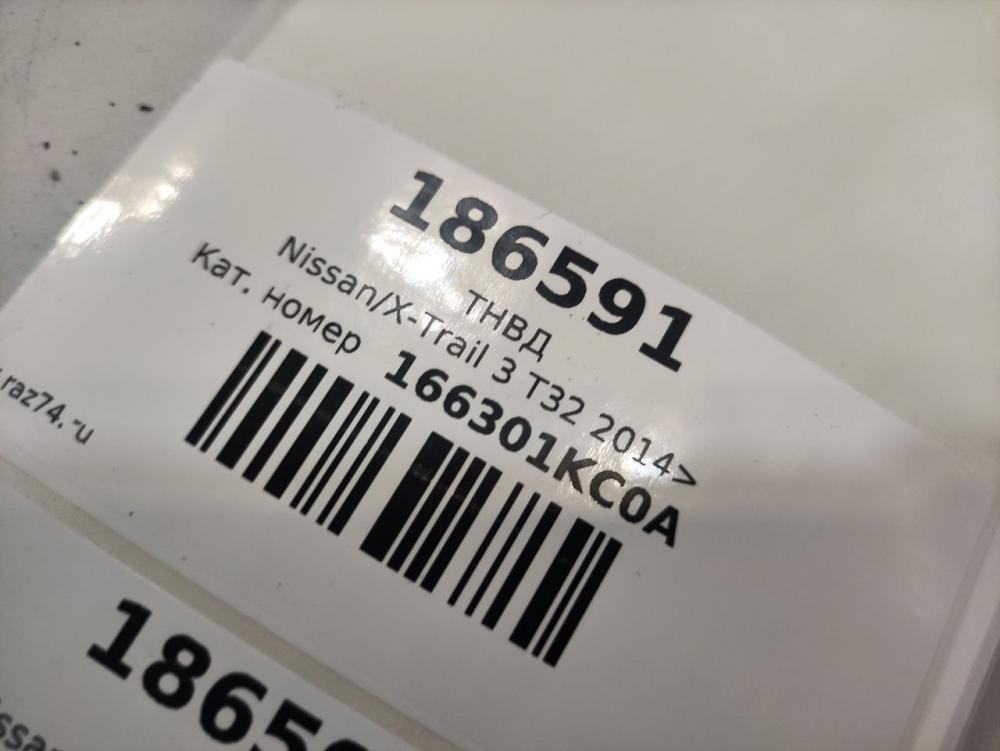 186591
ТНВД
Nissan/X-Trail 3 T32 2014>
Кат. номер 166301KC0A
raz74.ru
1865